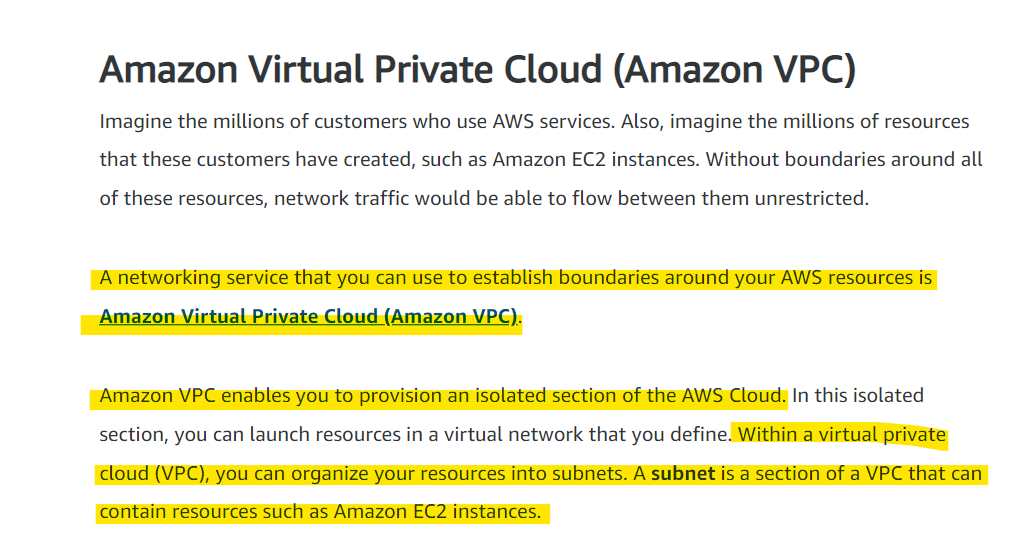 Amazon Virtual Private Cloud (Amazon VPC)
Imagine the millions of customers who use AWS services. Also, imagine the millions of resources
that these customers have created, such as Amazon EC2 instances. Without boundaries around all
of these resources, network traffic would be able to flow between them unrestricted.
A networking service that you can use to establish boundaries around your AWS resources is
Amazon Virtual Private Cloud (Amazon VPC).
Amazon VPC enables you to provision an isolated section of the AWS Cloud. In this isolated
section, you can launch resources in a virtual network that you define. Within a virtual private
cloud (VPC), you can organize your resources into subnets. A subnet is a section of a VPC that can
contain resources such as Amazon EC2 instances.